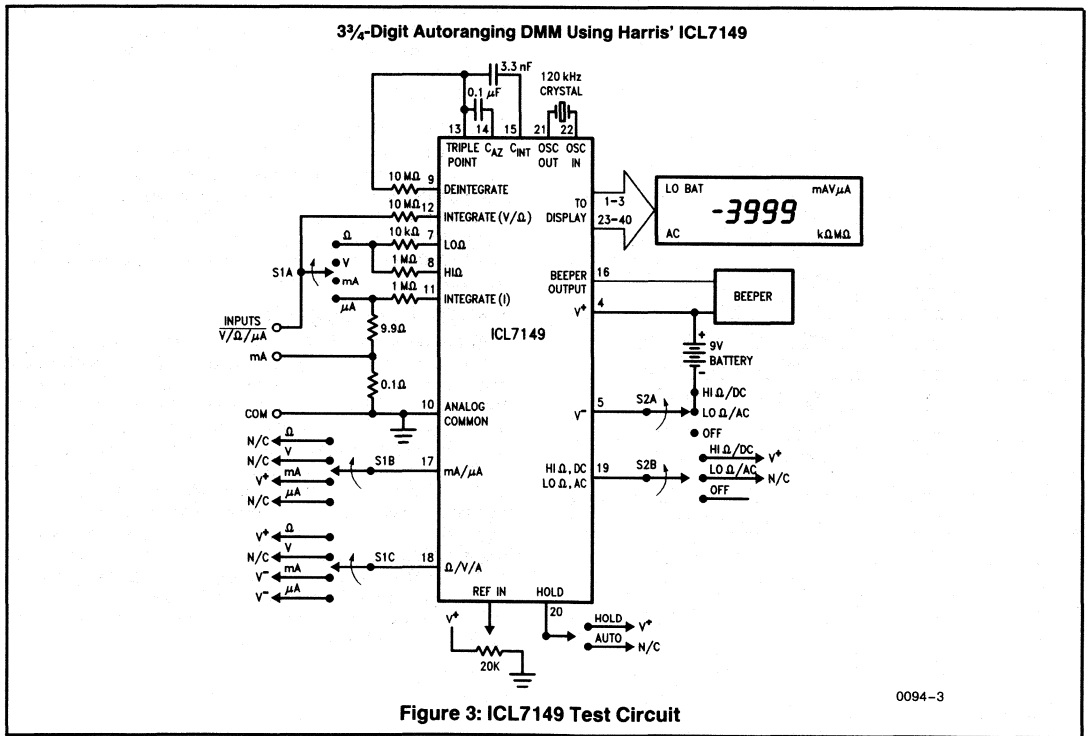 3¾-Digit Autoranging DMM Using Harris' ICL7149
3.3 nF
0.1 μF
120 kHz
CRYSTAL
13 14 15 21 22
TRIPLE POINT
C_AZ
C_INT
OSC OUT
OSC IN
10 MΩ 9 DEINTEGRATE
10 MΩ 12 INTEGRATE (V/Ω)
Ω 10 kΩ 7 LOΩ
1 MΩ 8 HIΩ
S1A
V
mA
μA
1 MΩ 11 INTEGRATE (I)
INPUTS
V/Ω/μA
9.9Ω
mA
0.1Ω
COM
10 ANALOG COMMON
ICL7149
TO DISPLAY
1-3
23-40
LO BAT mAVμA
-3999
AC kΩMΩ
BEEPER OUTPUT 16
BEEPER
V+ 4
+
9V
BATTERY
-
V- 5 S2A
HI Ω/DC
LO Ω/AC
OFF
HI Ω, DC
LO Ω, AC
19 S2B
HI Ω/DC V+
LO Ω/AC N/C
OFF
N/C Ω
N/C V
V+ mA
N/C μA
S1B 17 mA/μA
V+ Ω
N/C V
V- mA
V- μA
S1C 18 Ω/V/A
REF IN HOLD
20
V+
20K
HOLD V+
AUTO N/C
0094-3
Figure 3: ICL7149 Test Circuit